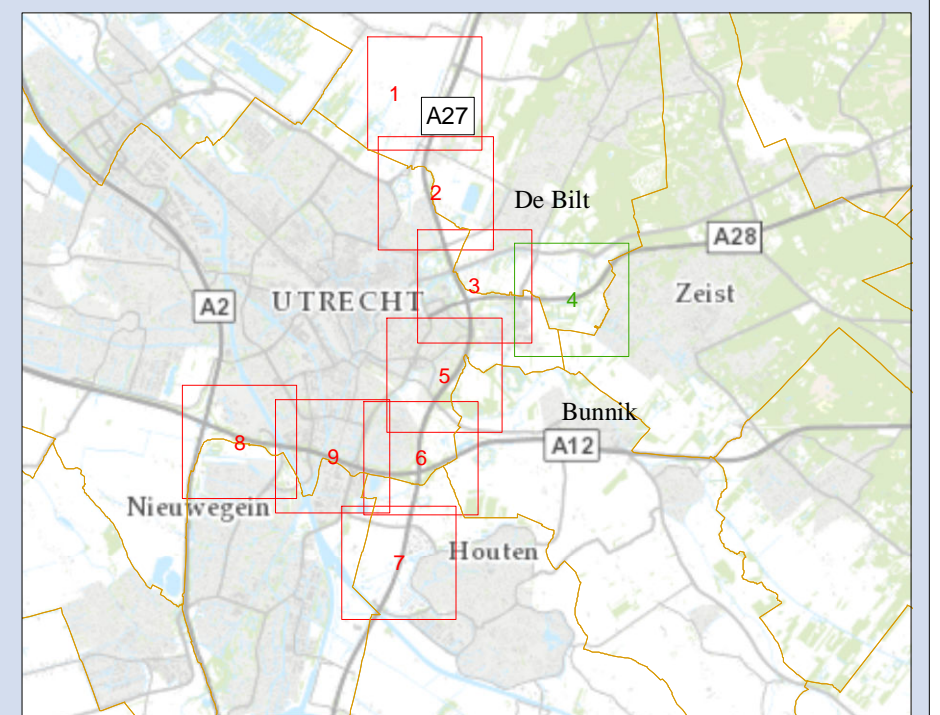 1
A27
2
De Bilt
A28
3
4
Zeist
A2
UTRECHT
5
Bunnik
8
9
6
A12
Nieuwegein
Houten
7